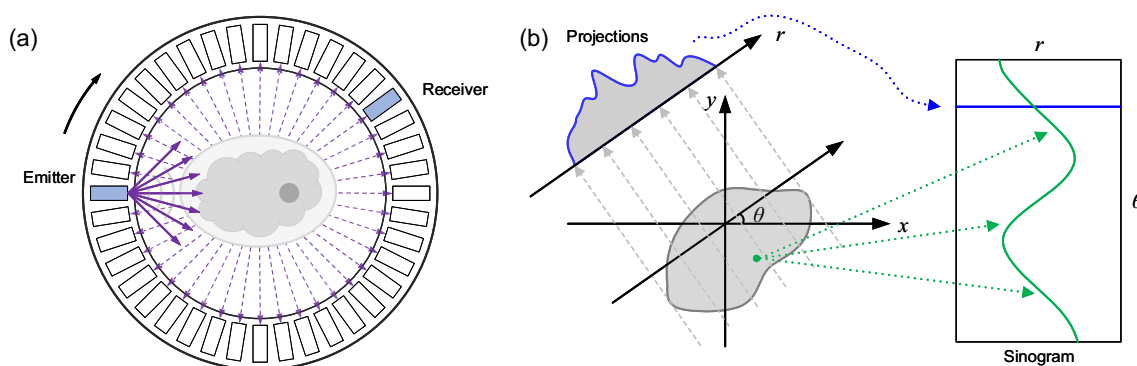 (a)
Receiver
Emitter
(b)
Projections
r
y
θ
x
r
θ
Sinogram